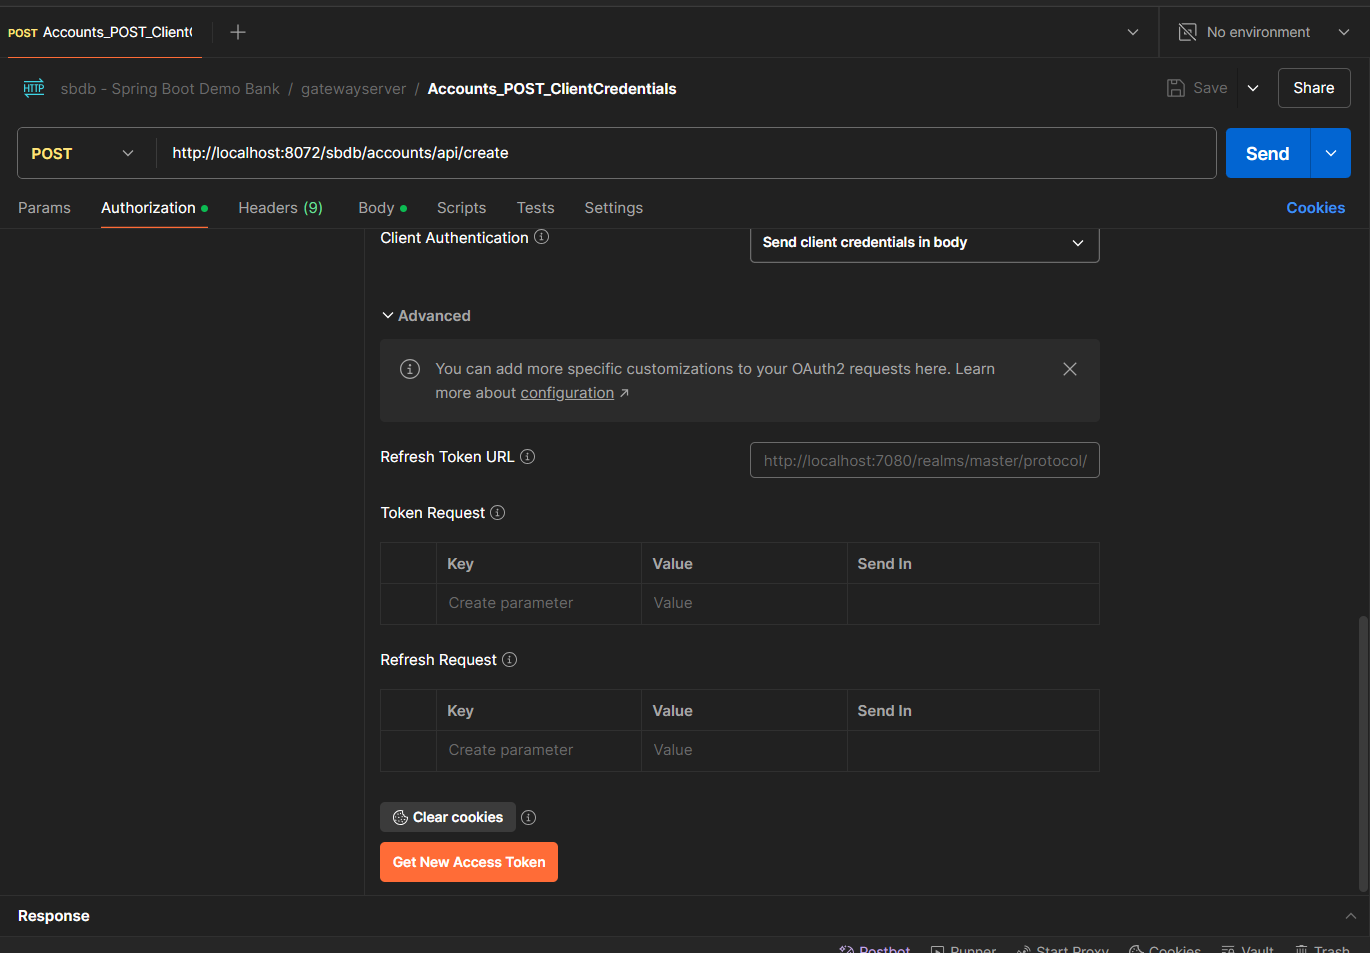 POST Accounts_POST_Client
No environment
HTTP sbdb - Spring Boot Demo Bank / gatewayserver / Accounts_POST_ClientCredentials Save Share
POST http://localhost:8072/sbdb/accounts/api/create Send
Params Authorization Headers (9) Body Scripts Tests Settings Cookies
Client Authentication Send client credentials in body
Advanced
You can add more specific customizations to your OAuth2 requests here. Learn
more about configuration ↗
Refresh Token URL http://localhost:7080/realms/master/protocol/
Token Request
Key Value Send In
Create parameter Value
Refresh Request
Key Value Send In
Create parameter Value
Clear cookies
Get New Access Token
Response
Postbot Runner Start Proxy Cookies Vault Trash